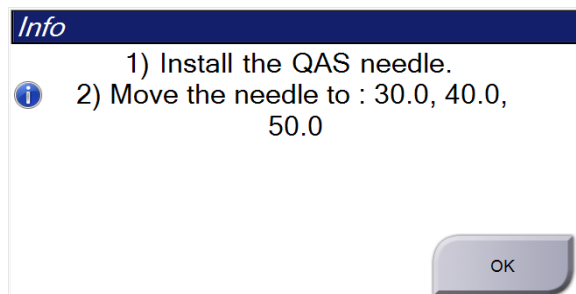 Info
1) Install the QAS needle.
2) Move the needle to : 30.0, 40.0,
50.0
OK